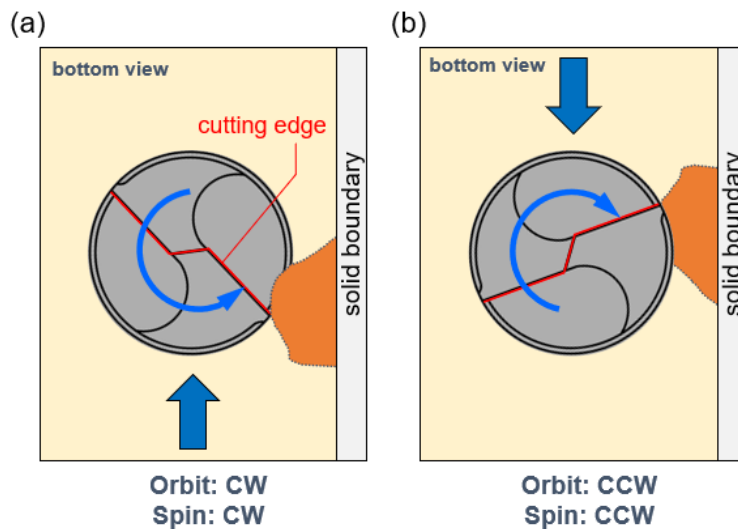 (a)
bottom view
cutting edge
solid boundary
Orbit: CW
Spin: CW
(b)
bottom view
solid boundary
Orbit: CCW
Spin: CCW